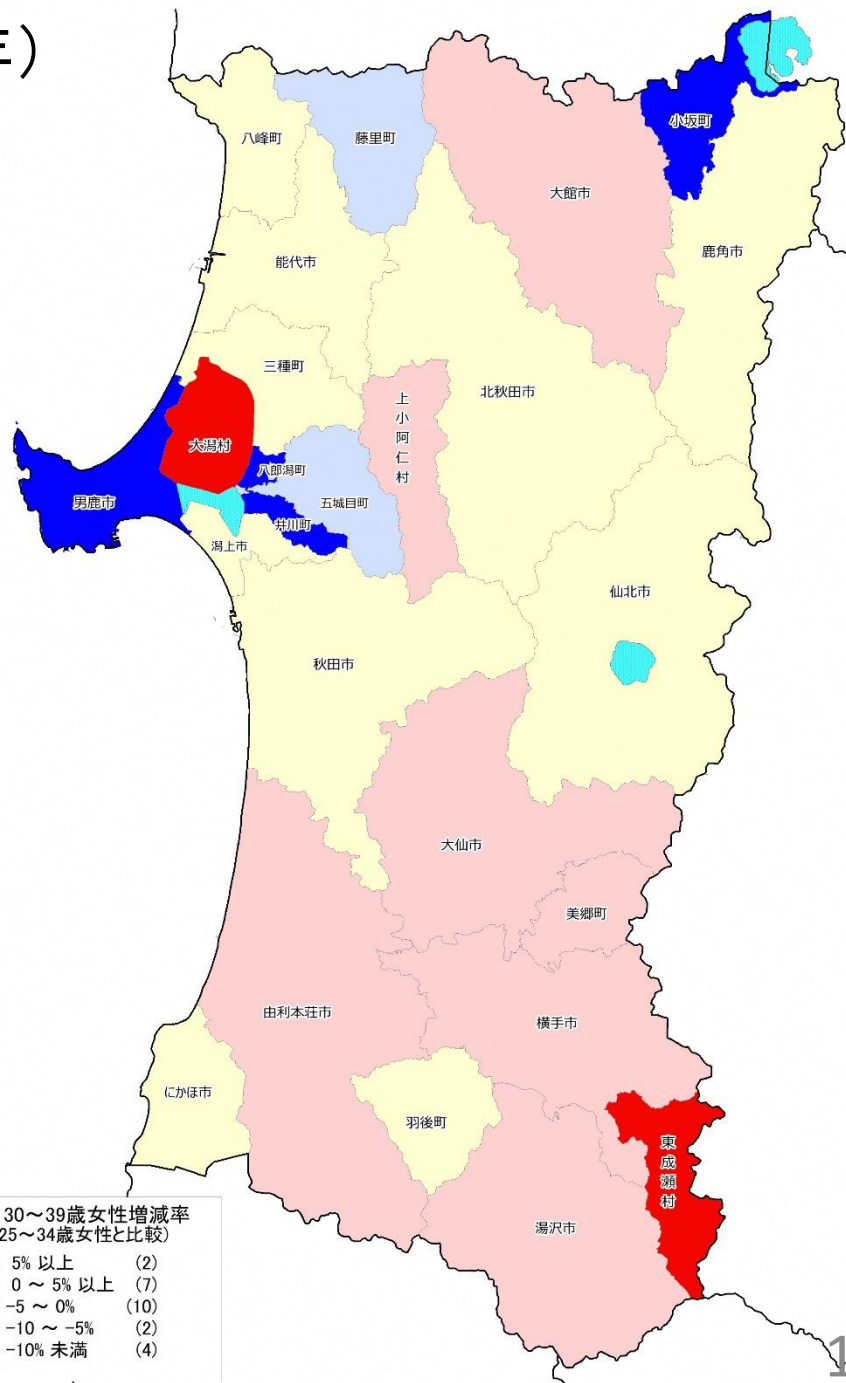 年)
八峰町
藤里町
小坂町
大館市
鹿角市
能代市
三種町
北秋田市
上小阿仁村
大潟村
八郎潟町
男鹿市
五城目町
井川町
潟上市
仙北市
秋田市
大仙市
美郷町
由利本荘市
横手市
にかほ市
羽後町
東成瀬村
湯沢市
30～39歳女性増減率
25～34歳女性と比較)
5% 以上 (2)
0 ～ 5% 以上 (7)
-5 ～ 0% (10)
-10 ～ -5% (2)
-10% 未満 (4)
1